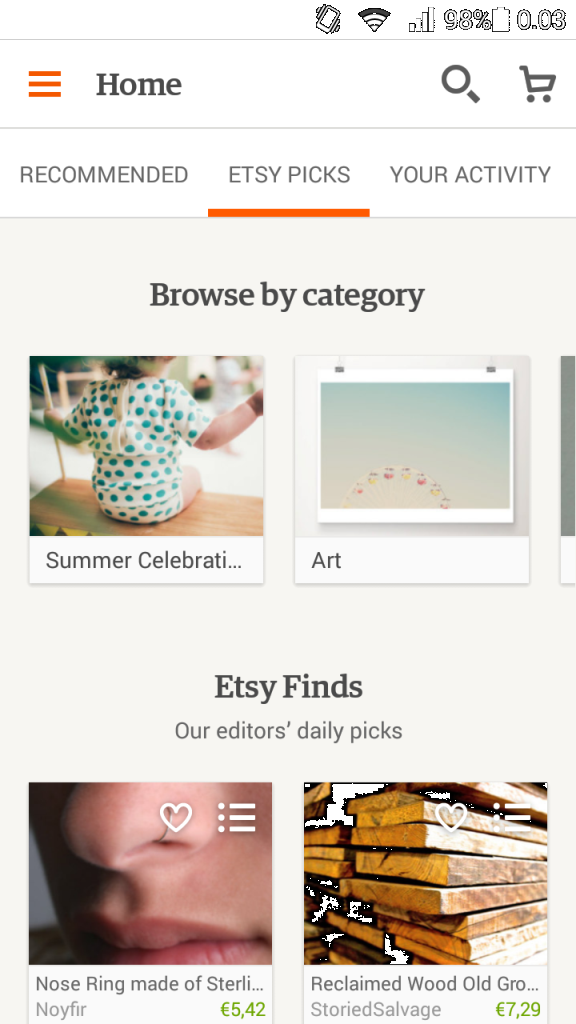 98% 0.03
Home
RECOMMENDED ETSY PICKS YOUR ACTIVITY
Browse by category
Summer Celebrati...
Art
Etsy Finds
Our editors’ daily picks
Nose Ring made of Sterli...
Noyfir €5,42
Reclaimed Wood Old Gro...
StoriedSalvage €7,29